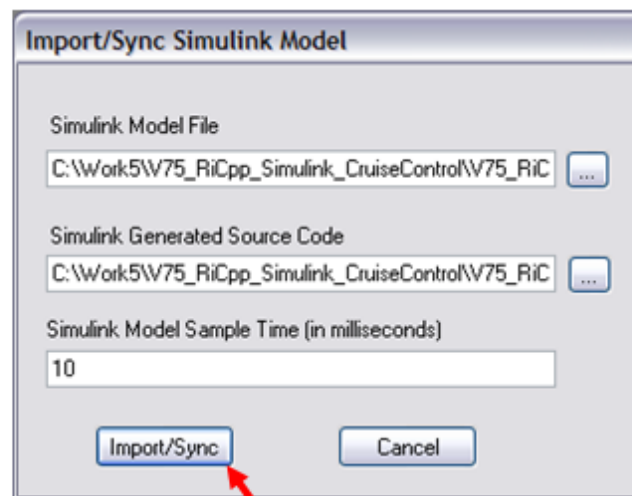 Import/Sync Simulink Model
Simulink Model File
C:\Work5\V75_RiCpp_Simulink_CruiseControl\V75_RiC
...
Simulink Generated Source Code
C:\Work5\V75_RiCpp_Simulink_CruiseControl\V75_RiC
...
Simulink Model Sample Time (in milliseconds)
10
Import/Sync Cancel